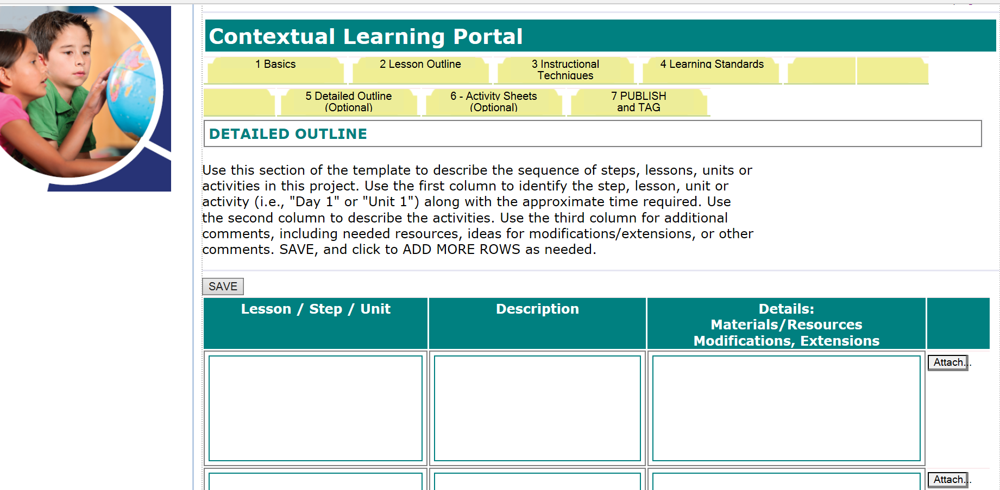 Contextual Learning Portal
1 Basics
2 Lesson Outline
3 Instructional
Techniques
4 Learning Standards
5 Detailed Outline
(Optional)
6 - Activity Sheets
(Optional)
7 PUBLISH
and TAG
DETAILED OUTLINE
Use this section of the template to describe the sequence of steps, lessons, units or
activities in this project. Use the first column to identify the step, lesson, unit or
activity (i.e., "Day 1" or "Unit 1") along with the approximate time required. Use
the second column to describe the activities. Use the third column for additional
comments, including needed resources, ideas for modifications/extensions, or other
comments. SAVE, and click to ADD MORE ROWS as needed.
SAVE
Lesson / Step / Unit
Description
Details:
Materials/Resources
Modifications, Extensions
Attach...
Attach...